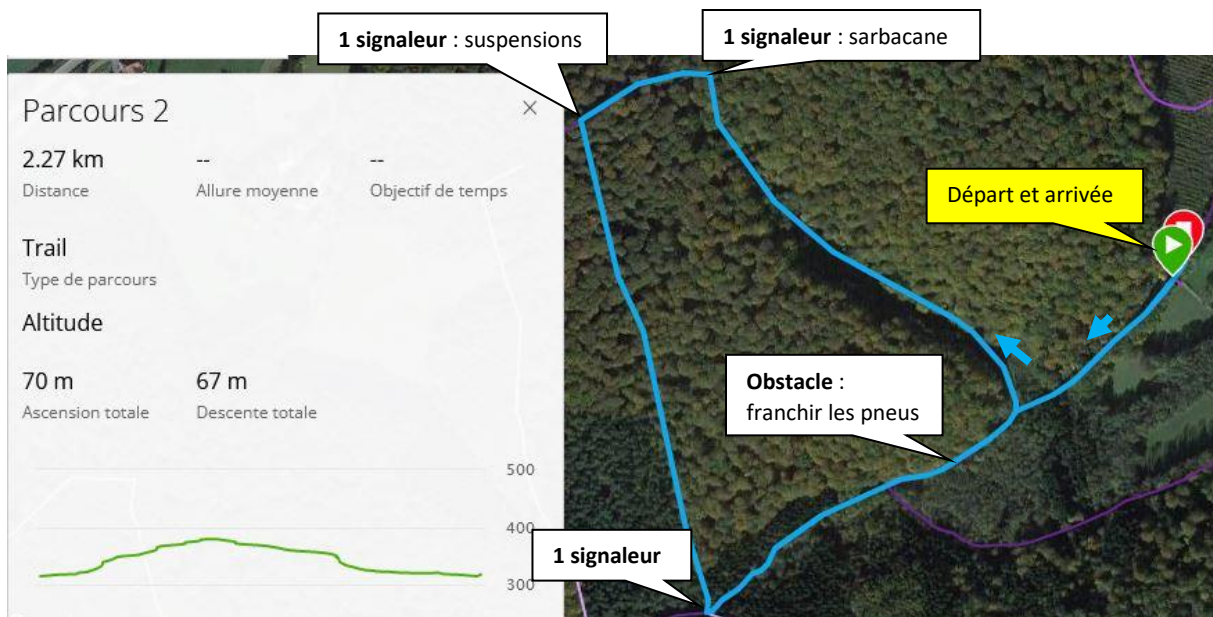 1 signaleur : suspensions
1 signaleur : sarbacane
Parcours 2
×
2.27 km
--
--
Distance
Allure moyenne
Objectif de temps
Départ et arrivée
Trail
Type de parcours
Altitude
70 m
67 m
Ascension totale
Descente totale
Obstacle :
franchir les pneus
500
400
300
1 signaleur